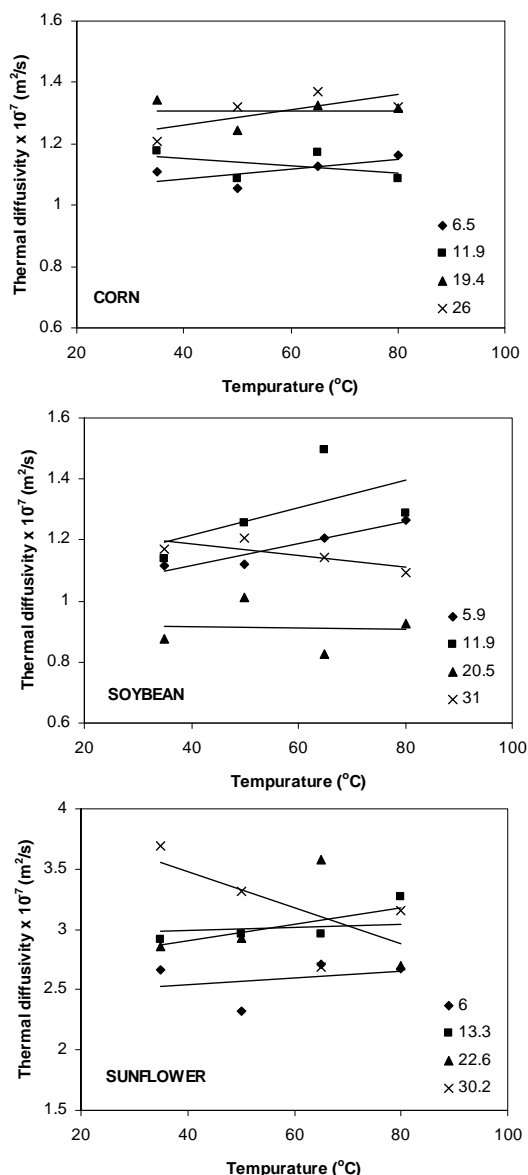 1.6
1.4
1.2
1
0.8
0.6
Thermal diffusivity x 10⁻⁷ (m²/s)
CORN
6.5
11.9
19.4
26
20 40 60 80 100
Tempurature (°C)
1.6
1.4
1.2
1
0.8
0.6
Thermal diffusivity x 10⁻⁷ (m²/s)
SOYBEAN
5.9
11.9
20.5
31
20 40 60 80 100
Tempurature (°C)
4
3.5
3
2.5
2
1.5
Thermal diffusivity x 10⁻⁷ (m²/s)
SUNFLOWER
6
13.3
22.6
30.2
20 40 60 80 100
Tempurature (°C)